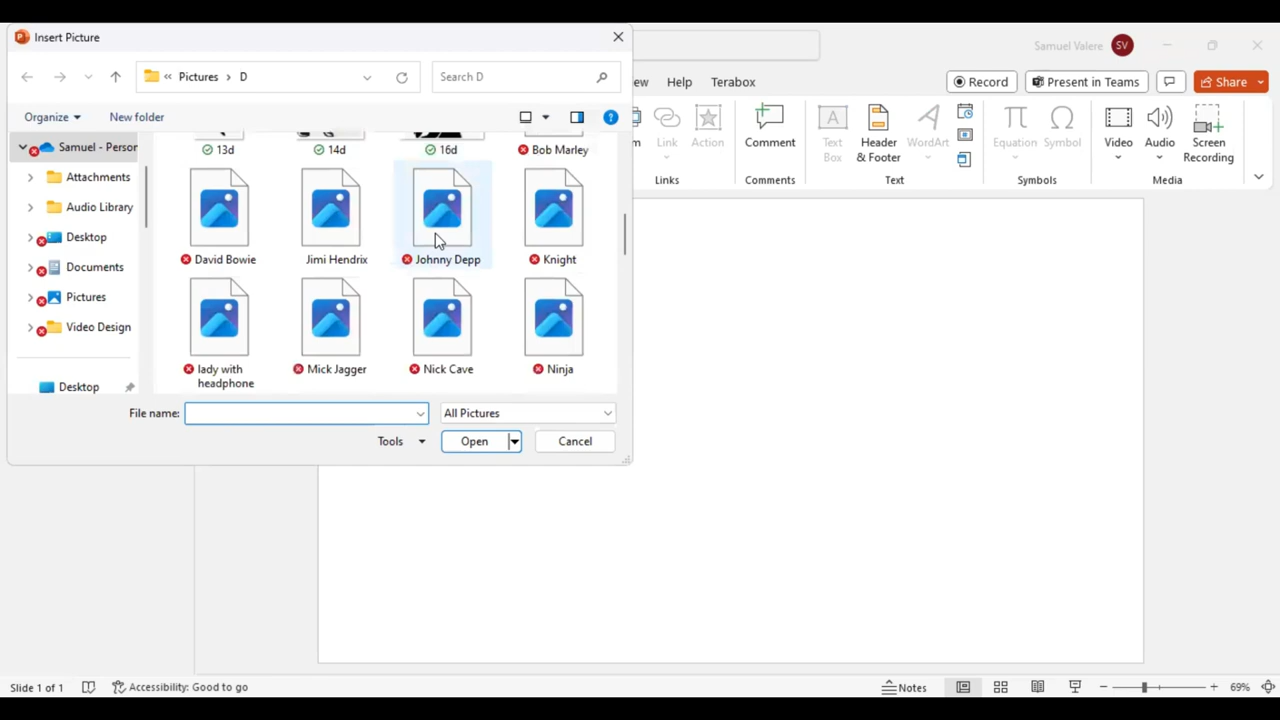 Insert Picture
Samuel Valere SV
Pictures › D
Search D
ew Help Terabox
Record Present in Teams Share
Organize New folder
m Link Action Comment Text Box Header & Footer WordArt Equation Symbol Video Audio Screen Recording
Links Comments Text Symbols Media
Samuel - Person
Attachments
Audio Library
Desktop
Documents
Pictures
Video Design
Desktop
13d 14d 16d Bob Marley
David Bowie Jimi Hendrix Johnny Depp Knight
lady with headphone Mick Jagger Nick Cave Ninja
File name: All Pictures
Tools Open Cancel
Slide 1 of 1 Accessibility: Good to go Notes 69%